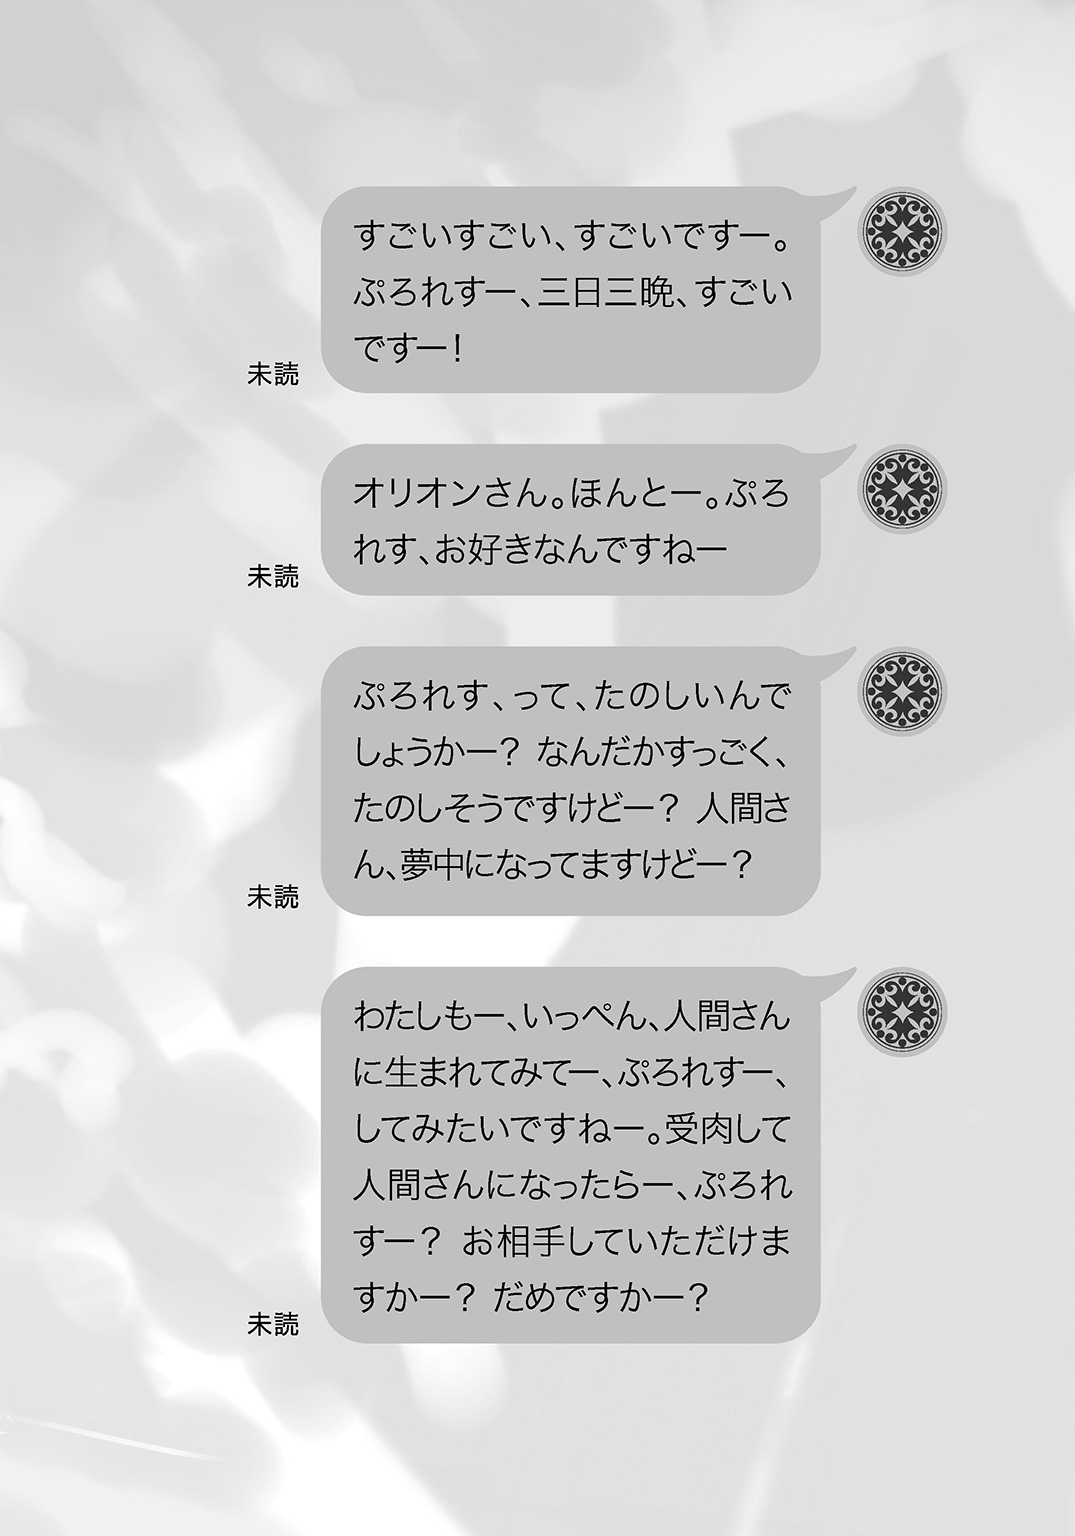 すごいすごい、すごいですー。
ぷろれすー、三日三晩、すごい
ですー！
未読
オリオンさん。ほんとー。ぷろ
れす、お好きなんですねー
未読
ぷろれす、って、たのしいんで
しょうかー？ なんだかすっごく、
たのしそうですけどー？ 人間さ
ん、夢中になってますけどー？
未読
わたしもー、いっぺん、人間さん
に生まれてみてー、ぷろれすー、
してみたいですねー。受肉して
人間さんになったらー、ぷろれ
すー？ お相手していただけま
すかー？ だめですかー？
未読